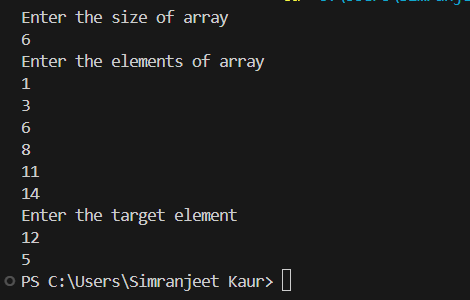 Enter the size of array
6
Enter the elements of array
1
3
6
8
11
14
Enter the target element
12
5
PS C:\Users\Simranjeet Kaur>